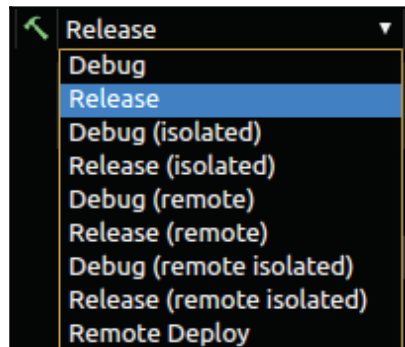 Release
Debug
Release
Debug (isolated)
Release (isolated)
Debug (remote)
Release (remote)
Debug (remote isolated)
Release (remote isolated)
Remote Deploy